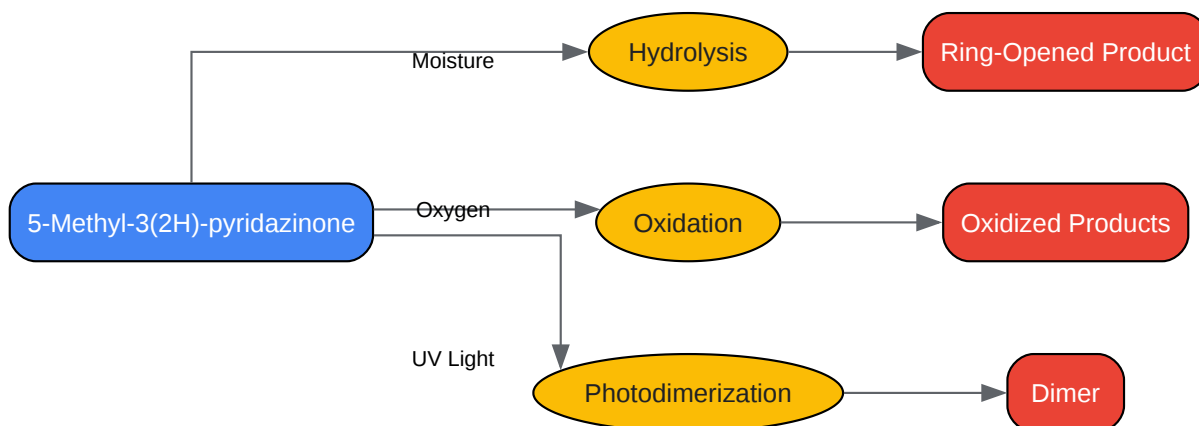 Moisture
Hydrolysis
Ring-Opened Product
5-Methyl-3(2H)-pyridazinone
Oxygen
Oxidation
Oxidized Products
UV Light
Photodimerization
Dimer